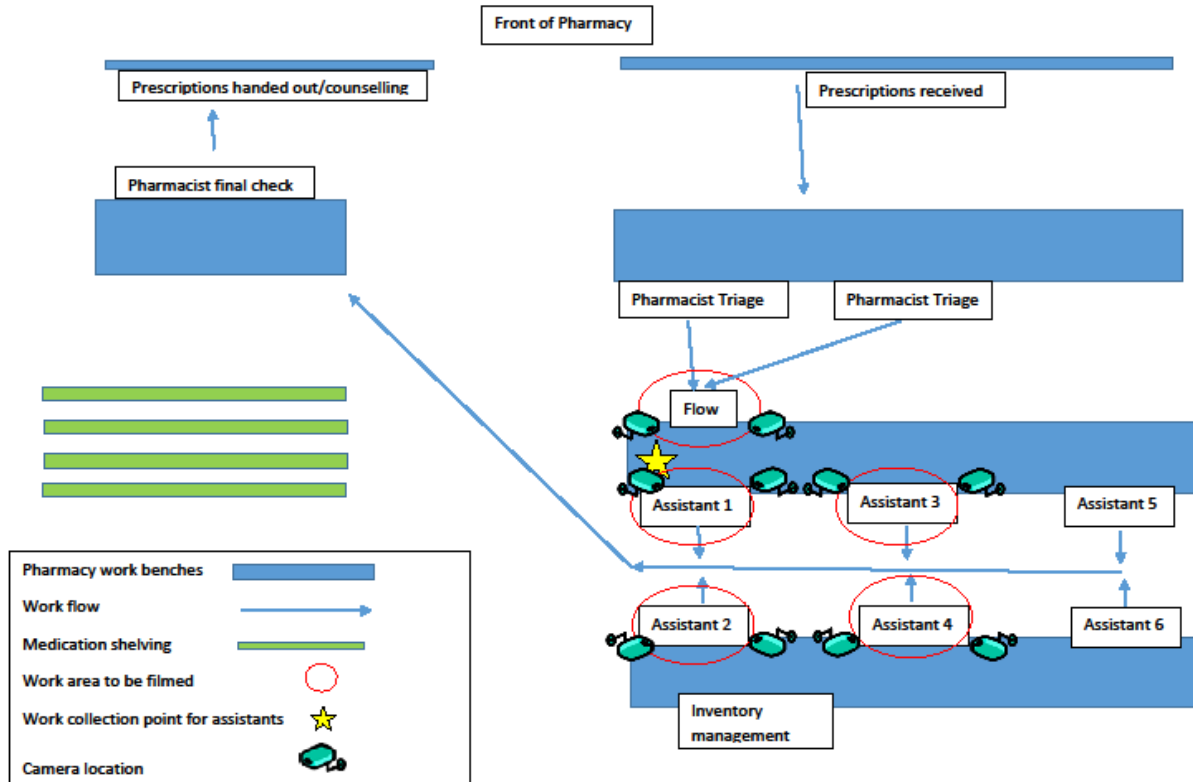 Front of Pharmacy
Prescriptions handed out/counselling
Prescriptions received
Pharmacist final check
Pharmacist Triage
Pharmacist Triage
Flow
Assistant 1
Assistant 3
Assistant 5
Assistant 2
Assistant 4
Assistant 6
Inventory
management
Pharmacy work benches
Work flow
Medication shelving
Work area to be filmed
Work collection point for assistants
Camera location